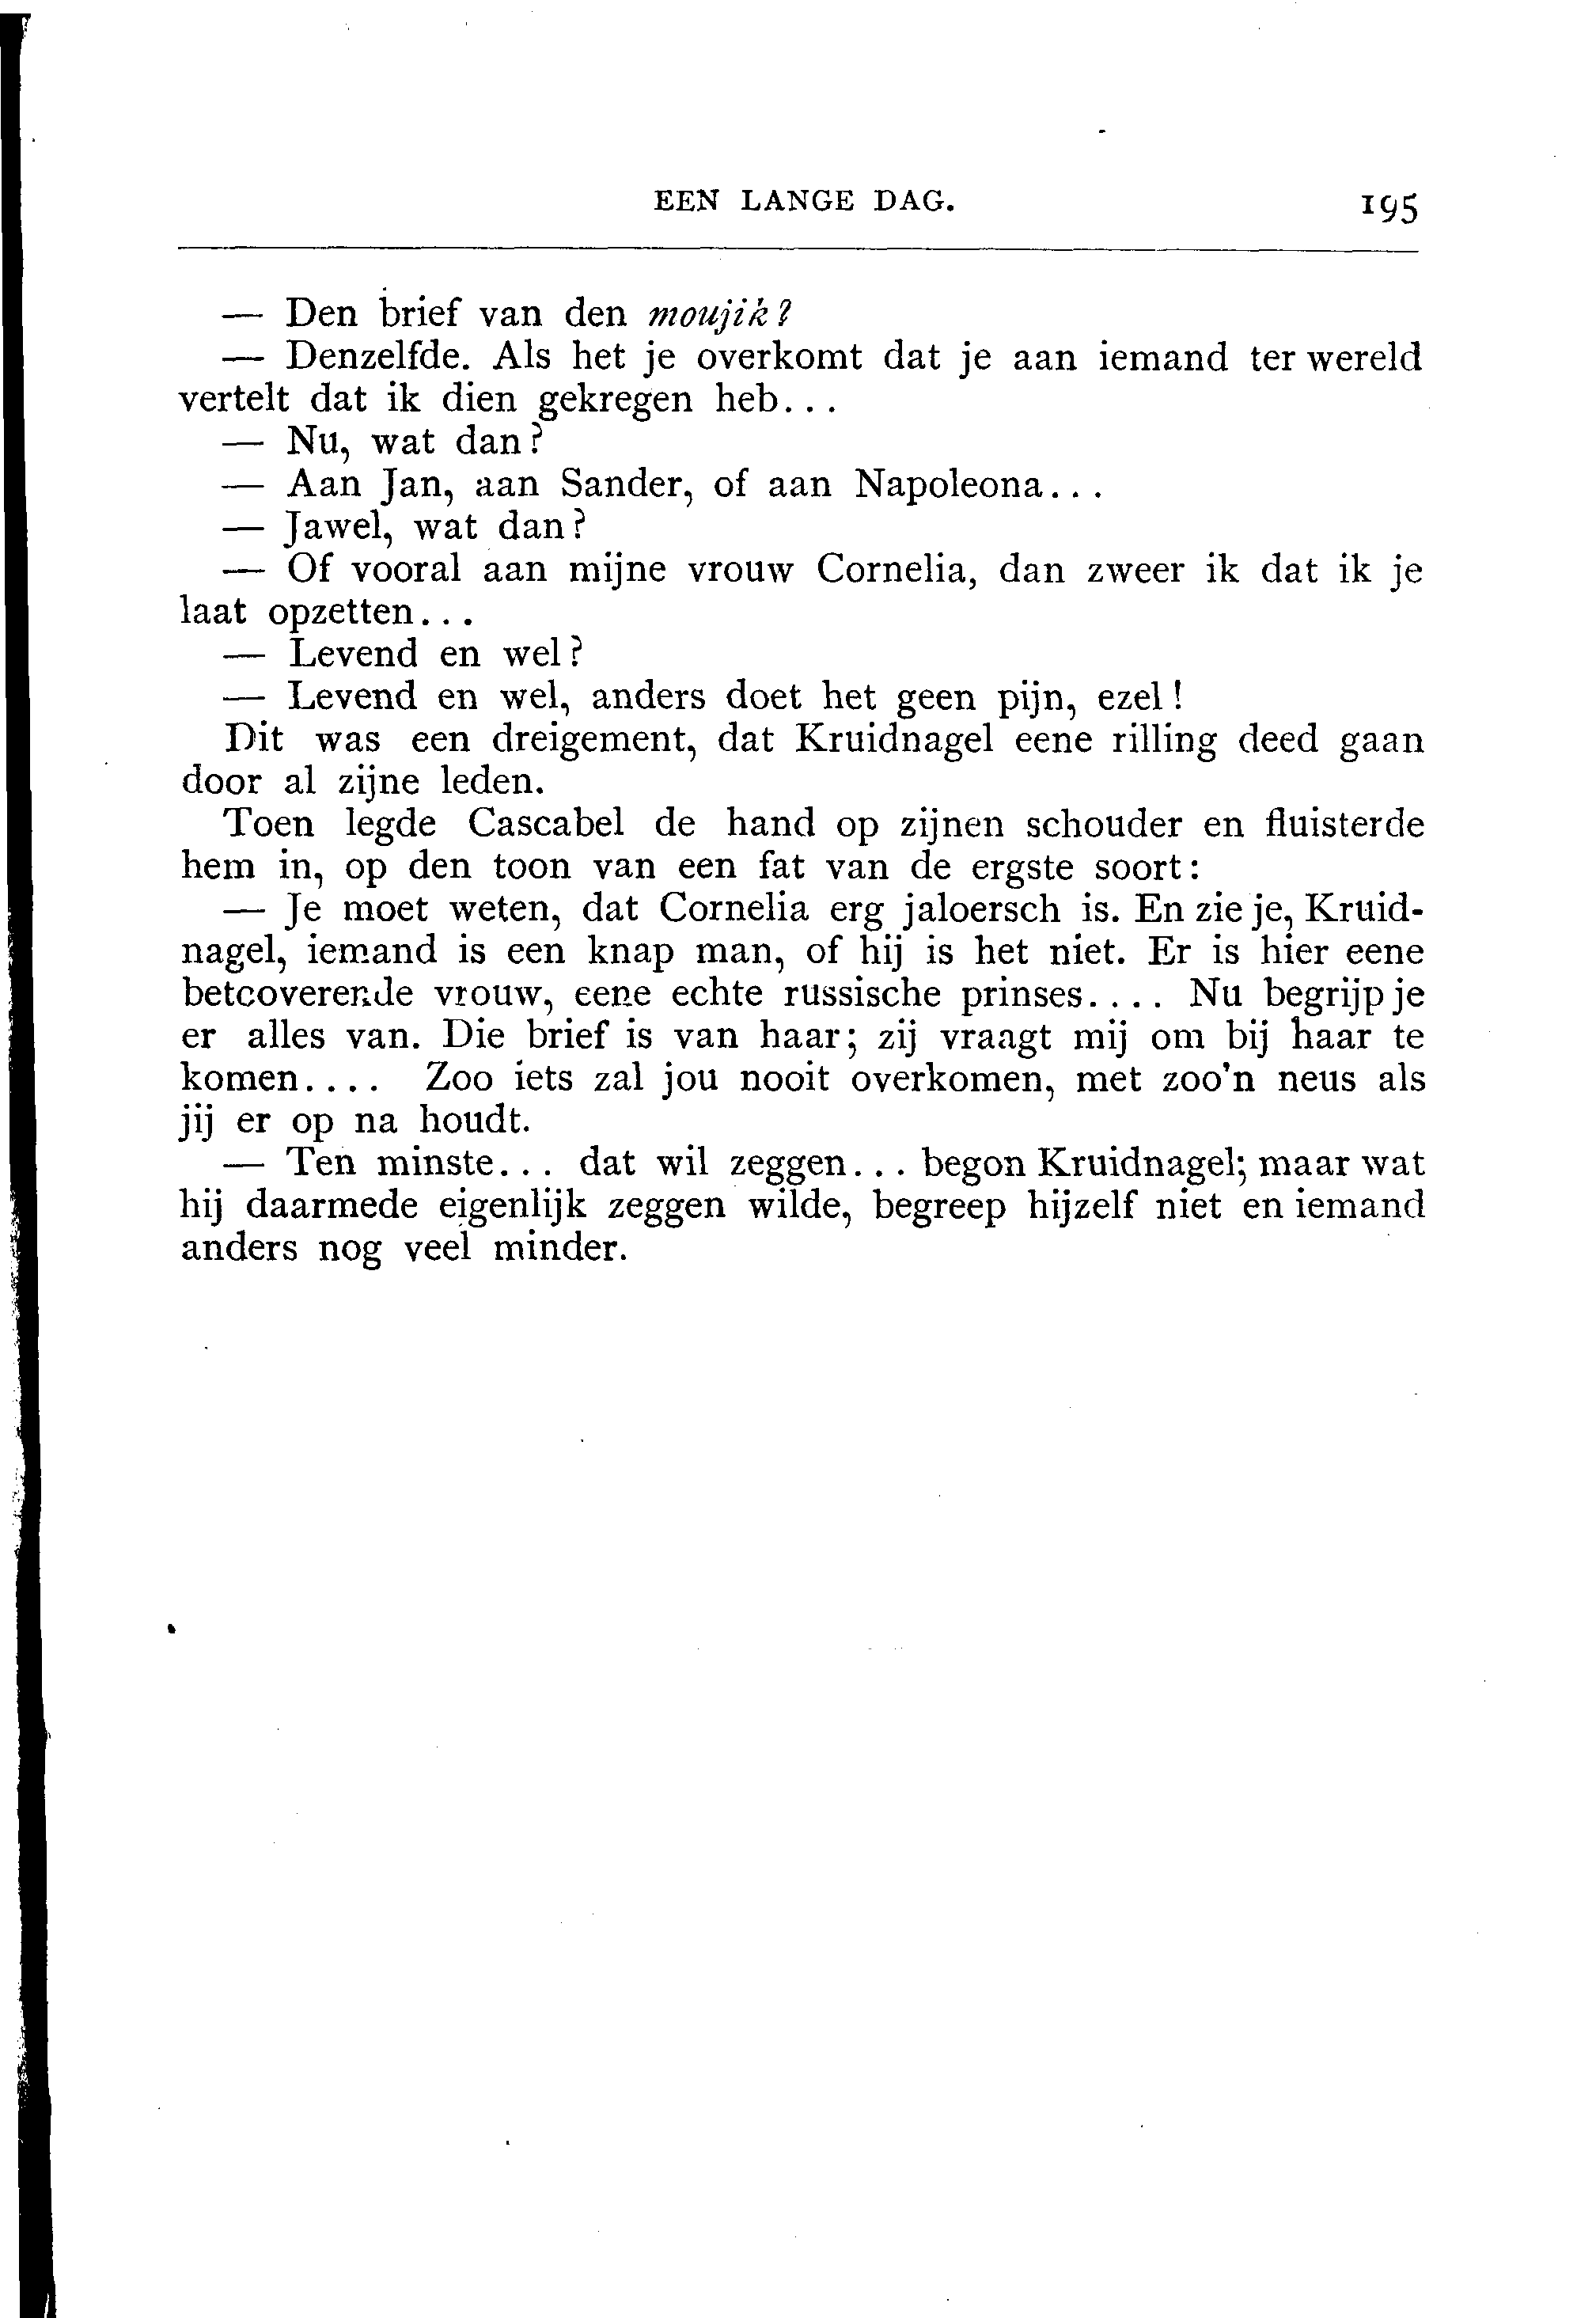 EEN LANGE DAG. 195
— Den brief van den moujik?
— Denzelfde. Als het je overkomt dat je aan iemand ter wereld
vertelt dat ik dien gekregen heb...
— Nu, wat dan?
— Aan Jan, aan Sander, of aan Napoleona...
— Jawel, wat dan?
— Of vooral aan mijne vrouw Cornelia, dan zweer ik dat ik je
laat opzetten...
— Levend en wel?
— Levend en wel, anders doet het geen pijn, ezel!
Dit was een dreigement, dat Kruidnagel eene rilling deed gaan
door al zijne leden.
Toen legde Cascabel de hand op zijnen schouder en fluisterde
hem in, op den toon van een fat van de ergste soort:
— Je moet weten, dat Cornelia erg jaloersch is. En zie je, Kruid-
nagel, iemand is een knap man, of hij is het niet. Er is hier eene
betooverende vrouw, eene echte russische prinses.... Nu begrijp je
er alles van. Die brief is van haar; zij vraagt mij om bij haar te
komen.... Zoo iets zal jou nooit overkomen, met zoo'n neus als
jij er op na houdt.
— Ten minste... dat wil zeggen... begon Kruidnagel; maar wat
hij daarmede eigenlijk zeggen wilde, begreep hijzelf niet en iemand
anders nog veel minder.